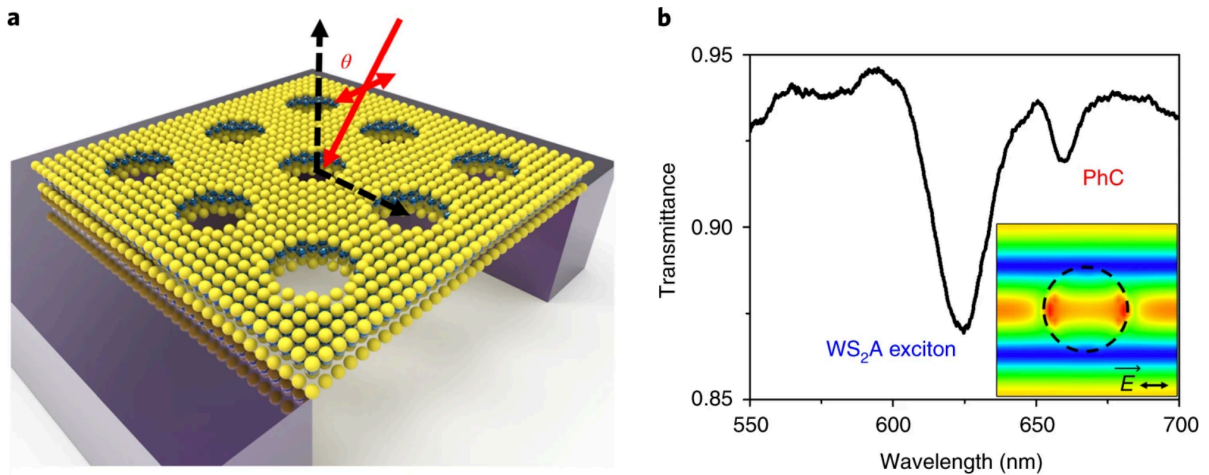 a
θ
b
0.95
0.90
0.85
Transmittance
PhC
WS₂A exciton
E
550
600
650
700
Wavelength (nm)